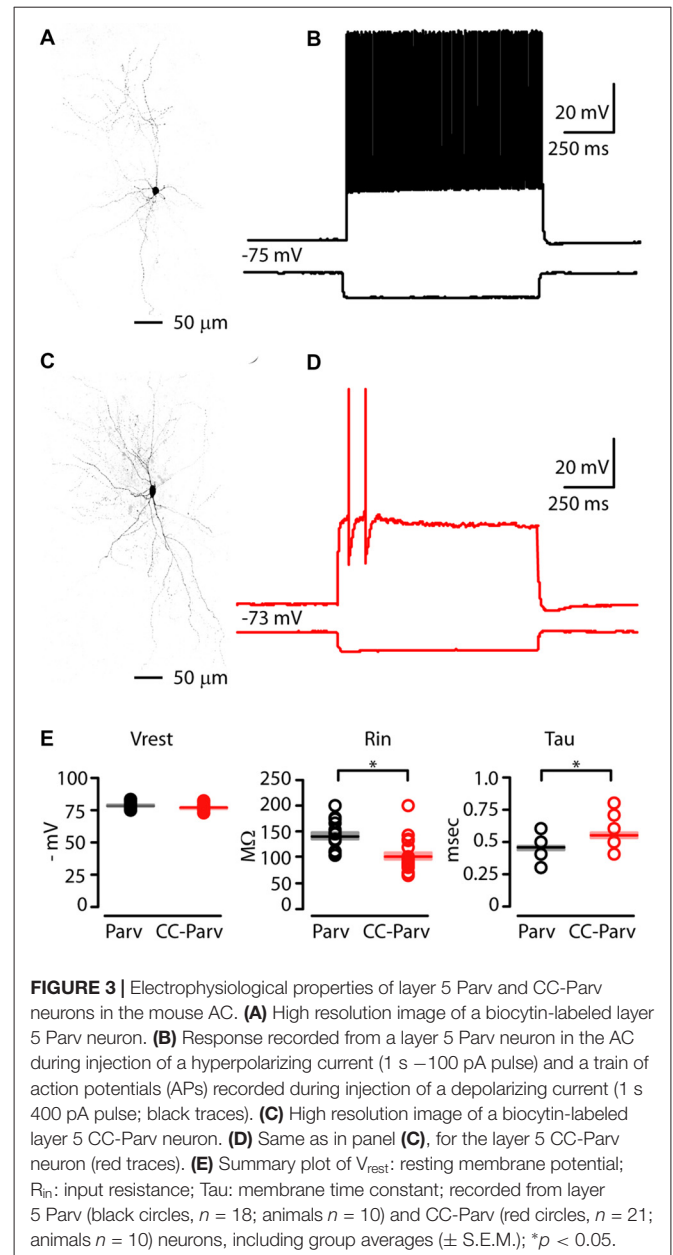 A
B
20 mV
250 ms
-75 mV
50 µm
C
D
20 mV
250 ms
-73 mV
50 µm
E
Vrest
Rin
Tau
*
*
- mV
100
75
50
25
0
Parv CC-Parv
MΩ
250
200
150
100
50
0
Parv CC-Parv
msec
1.0
0.75
0.5
0.25
0
Parv CC-Parv
FIGURE 3 | Electrophysiological properties of layer 5 Parv and CC-Parv
neurons in the mouse AC. (A) High resolution image of a biocytin-labeled layer
5 Parv neuron. (B) Response recorded from a layer 5 Parv neuron in the AC
during injection of a hyperpolarizing current (1 s −100 pA pulse) and a train of
action potentials (APs) recorded during injection of a depolarizing current (1 s
400 pA pulse; black traces). (C) High resolution image of a biocytin-labeled
layer 5 CC-Parv neuron. (D) Same as in panel (C), for the layer 5 CC-Parv
neuron (red traces). (E) Summary plot of Vrest: resting membrane potential;
Rin: input resistance; Tau: membrane time constant; recorded from layer
5 Parv (black circles, n = 18; animals n = 10) and CC-Parv (red circles, n = 21;
animals n = 10) neurons, including group averages (± S.E.M.); *p < 0.05.